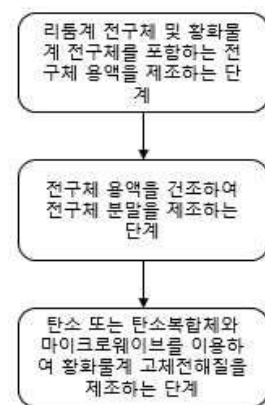 리튬계 전구체 및 황화물
계 전구체를 포함하는 전
구체 용액을 제조하는 단
계
전구체 용액을 건조하여
전구체 분말을 제조하는
단계
탄소 또는 탄소복합체와
마이크로웨이브를 이용하
여 황화물계 고체전해질을
제조하는 단계